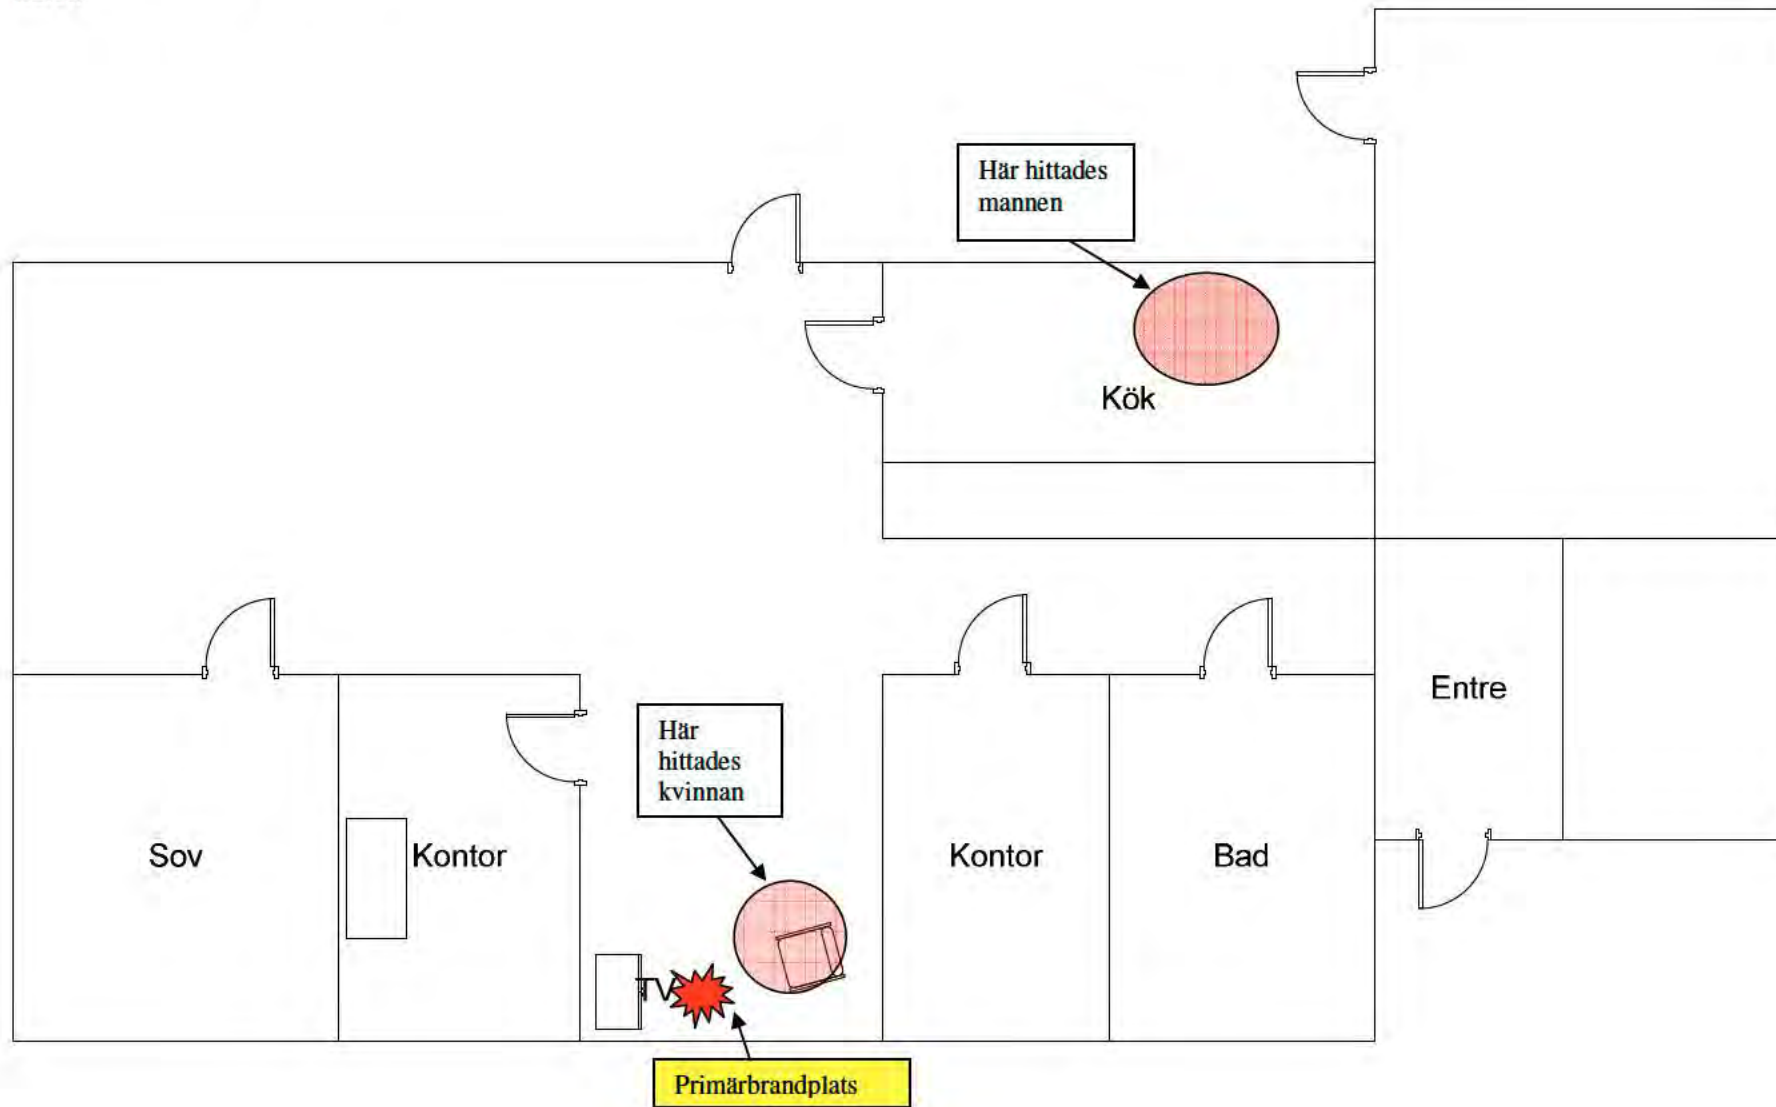 Här hittades
mannen
Kök
Entre
Här
hittades
kvinnan
Sov
Kontor
Kontor
Bad
TV
Primärbrandplats